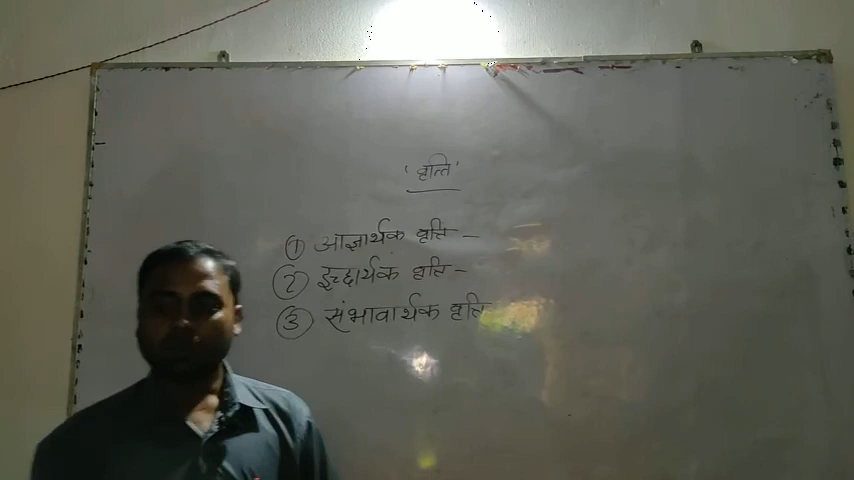 'वृत्ति'
① आज्ञार्थक वृत्ति –
② इच्छार्थक वृत्ति –
③ संभावार्थक वृत्ति